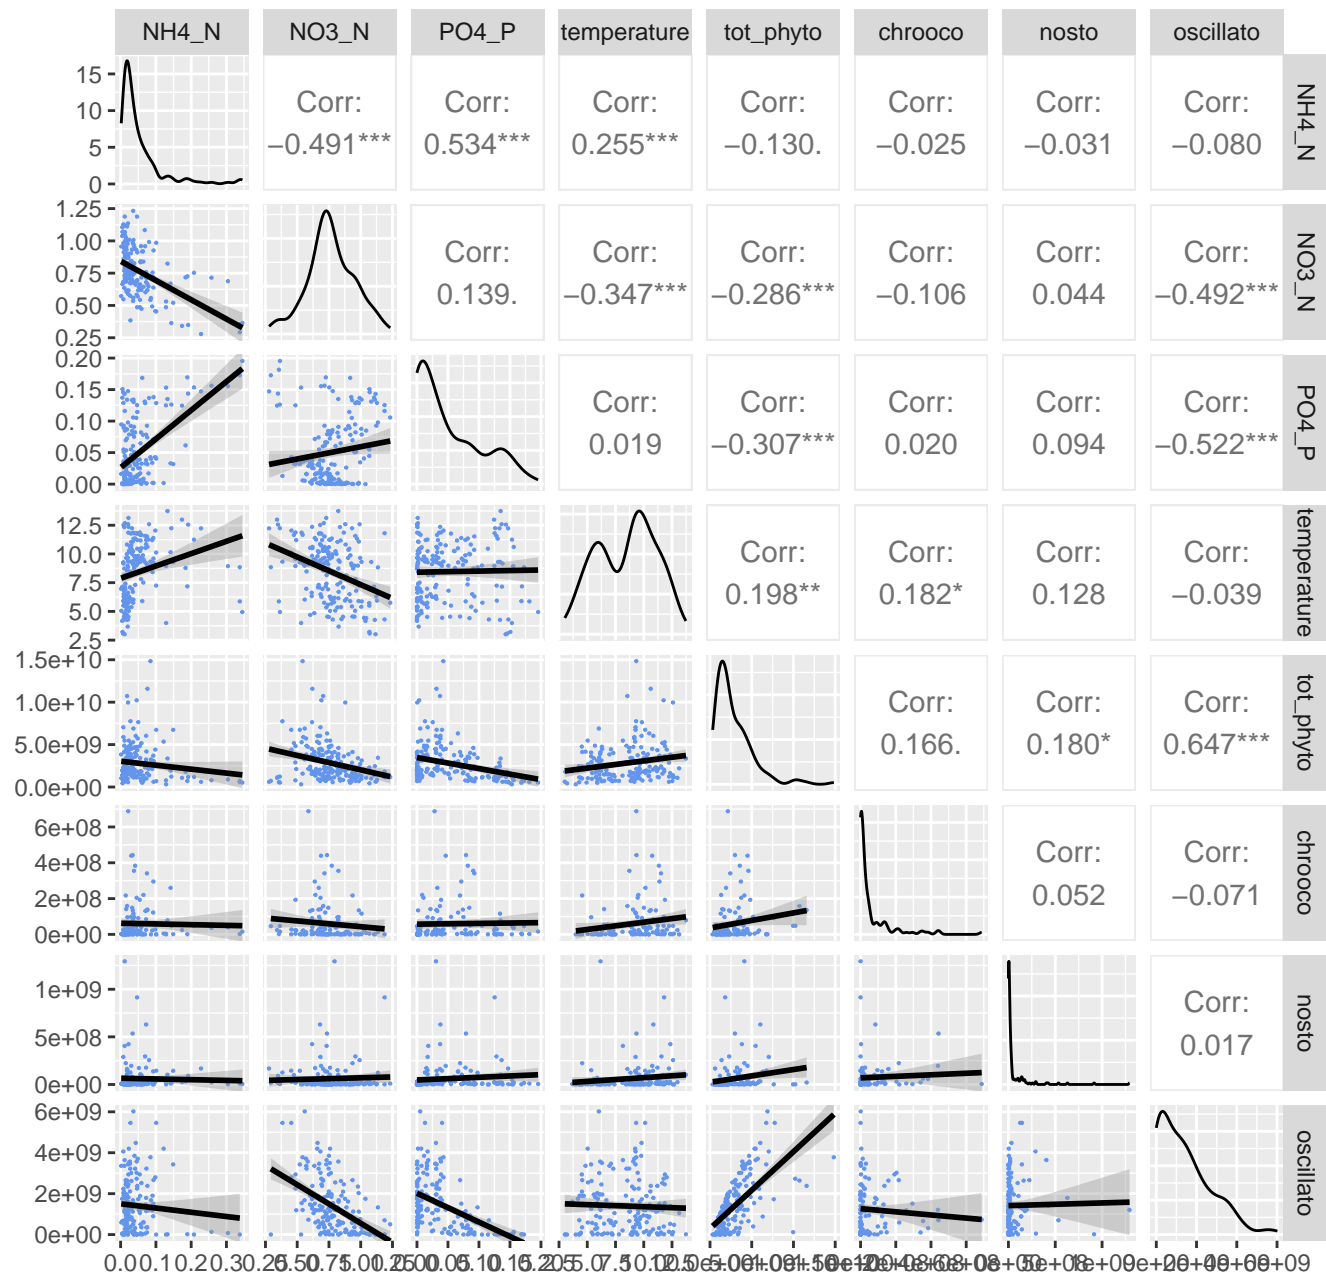 NH4_N NO3_N PO4_P temperature tot_phyto chrooco nosto oscillato
15
10
5
0
Corr: Corr: Corr: Corr: Corr: Corr: Corr:
−0.491*** 0.534*** 0.255*** −0.130. −0.025 −0.031 −0.080
NH4_N
1.25
1.00
0.75
0.50
0.25
Corr: Corr: Corr: Corr: Corr: Corr:
0.139. −0.347*** −0.286*** −0.106 0.044 −0.492***
NO3_N
0.20
0.15
0.10
0.05
0.00
Corr: Corr: Corr: Corr: Corr:
0.019 −0.307*** 0.020 0.094 −0.522***
PO4_P
12.5
10.0
7.5
5.0
2.5
Corr: Corr: Corr: Corr:
0.198** 0.182* 0.128 −0.039
temperature
1.5e+10
1.0e+10
5.0e+09
0.0e+00
Corr: Corr: Corr:
0.166. 0.180* 0.647***
tot_phyto
6e+08
4e+08
2e+08
0e+00
Corr: Corr:
0.052 −0.071
chrooco
1e+09
5e+08
0e+00
Corr:
0.017
nosto
6e+09
4e+09
2e+09
0e+00
oscillato